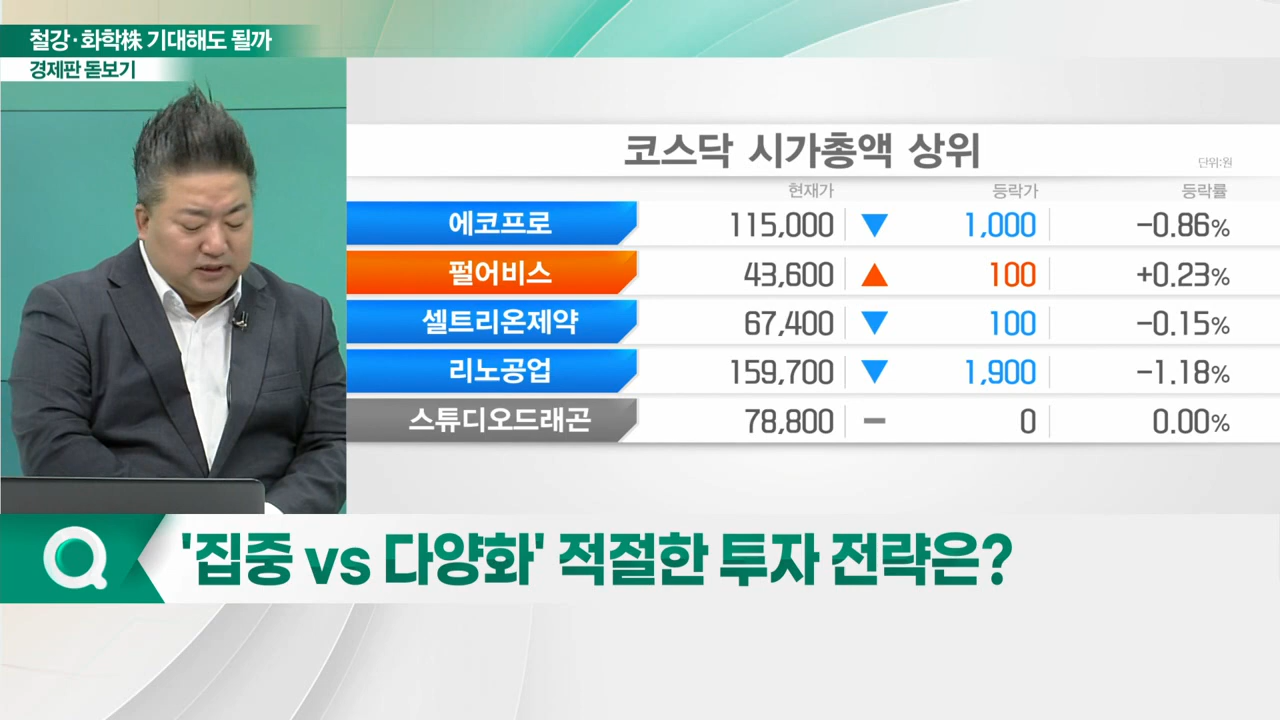 철강·화학株 기대해도 될까
경제판 돋보기
코스닥 시가총액 상위
단위:원
현재가 등락가 등락률
에코프로 115,000 ▼ 1,000 -0.86%
펄어비스 43,600 ▲ 100 +0.23%
셀트리온제약 67,400 ▼ 100 -0.15%
리노공업 159,700 ▼ 1,900 -1.18%
스튜디오드래곤 78,800 - 0 0.00%
'집중 vs 다양화' 적절한 투자 전략은?